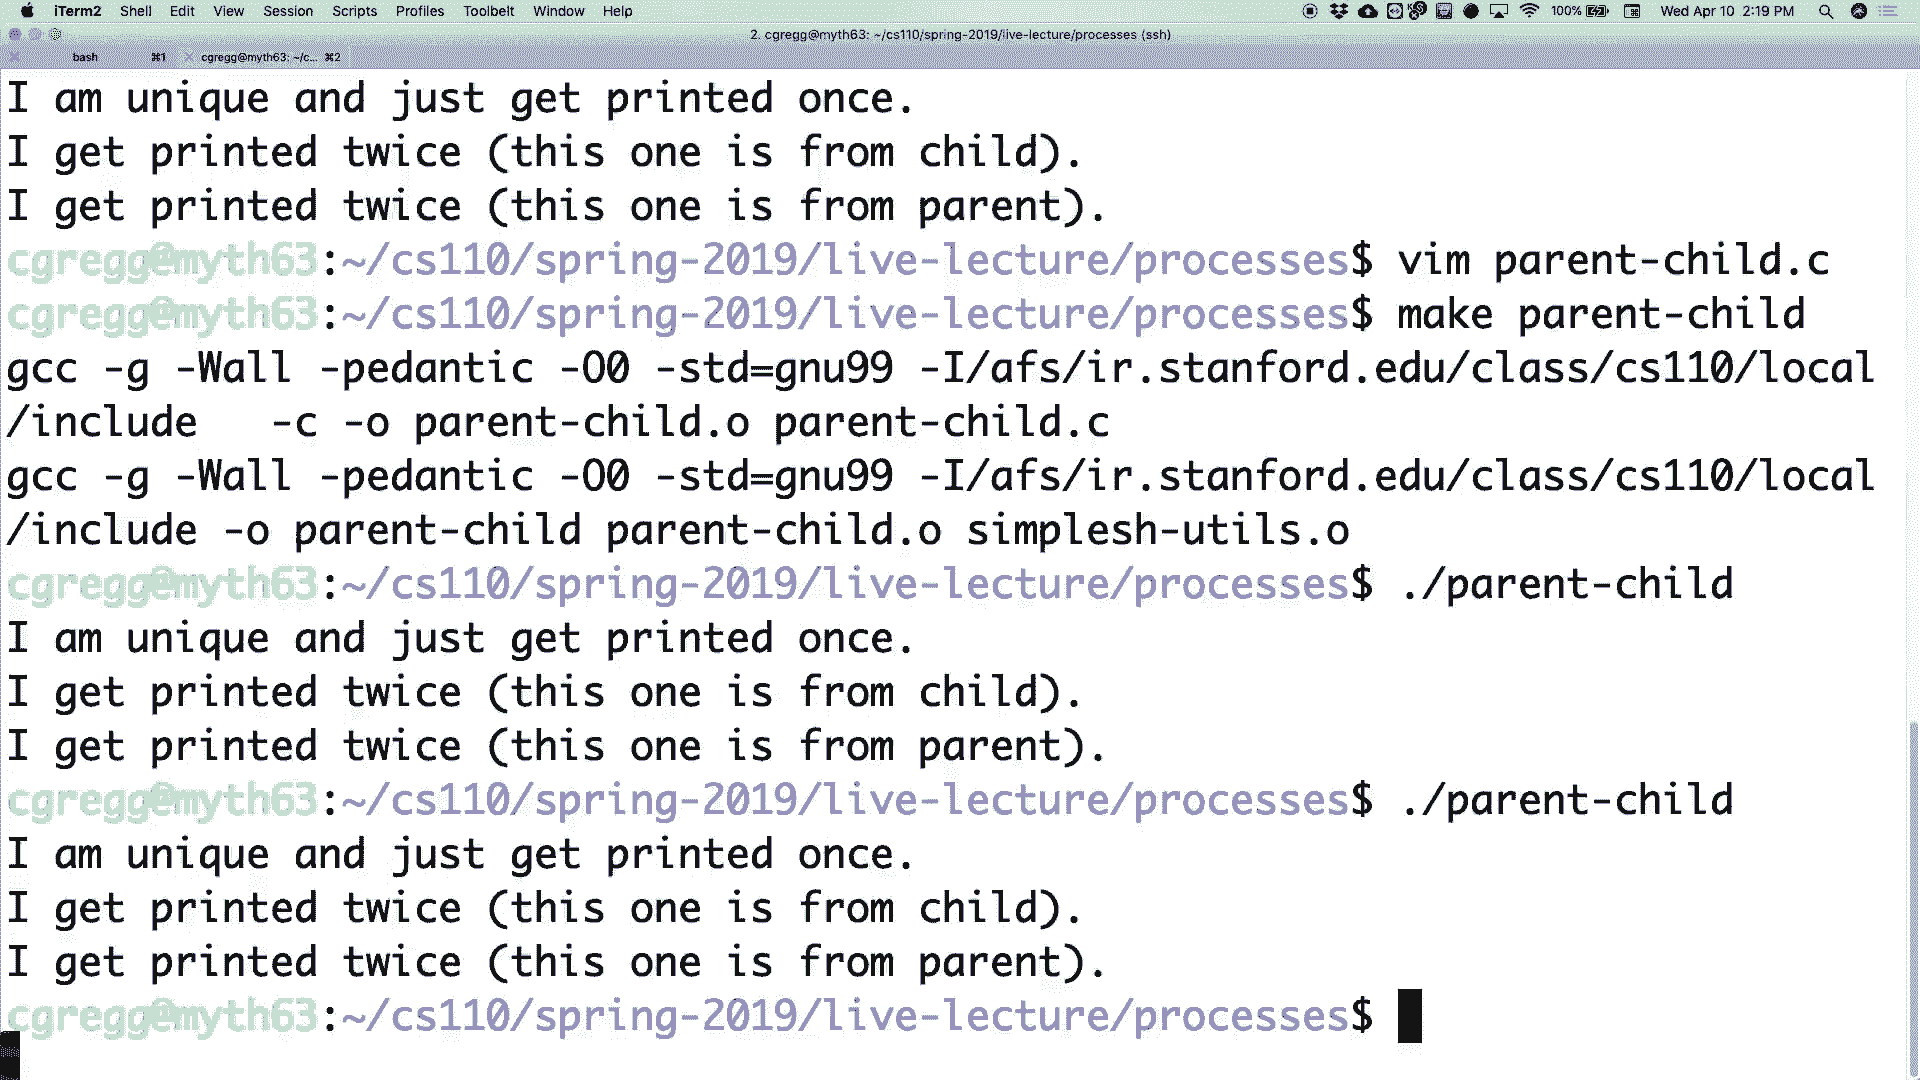 iTerm2 Shell Edit View Session Scripts Profiles Toolbelt Window Help 100% Wed Apr 10 2:19 PM
2. cgregg@myth63: ~/cs110/spring-2019/live-lecture/processes (ssh)
bash ⌘1 cgregg@myth63: ~/c... ⌘2
I am unique and just get printed once.
I get printed twice (this one is from child).
I get printed twice (this one is from parent).
cgregg@myth63:~/cs110/spring-2019/live-lecture/processes$ vim parent-child.c
cgregg@myth63:~/cs110/spring-2019/live-lecture/processes$ make parent-child
gcc -g -Wall -pedantic -O0 -std=gnu99 -I/afs/ir.stanford.edu/class/cs110/local
/include   -c -o parent-child.o parent-child.c
gcc -g -Wall -pedantic -O0 -std=gnu99 -I/afs/ir.stanford.edu/class/cs110/local
/include -o parent-child parent-child.o simplesh-utils.o
cgregg@myth63:~/cs110/spring-2019/live-lecture/processes$ ./parent-child
I am unique and just get printed once.
I get printed twice (this one is from child).
I get printed twice (this one is from parent).
cgregg@myth63:~/cs110/spring-2019/live-lecture/processes$ ./parent-child
I am unique and just get printed once.
I get printed twice (this one is from child).
I get printed twice (this one is from parent).
cgregg@myth63:~/cs110/spring-2019/live-lecture/processes$